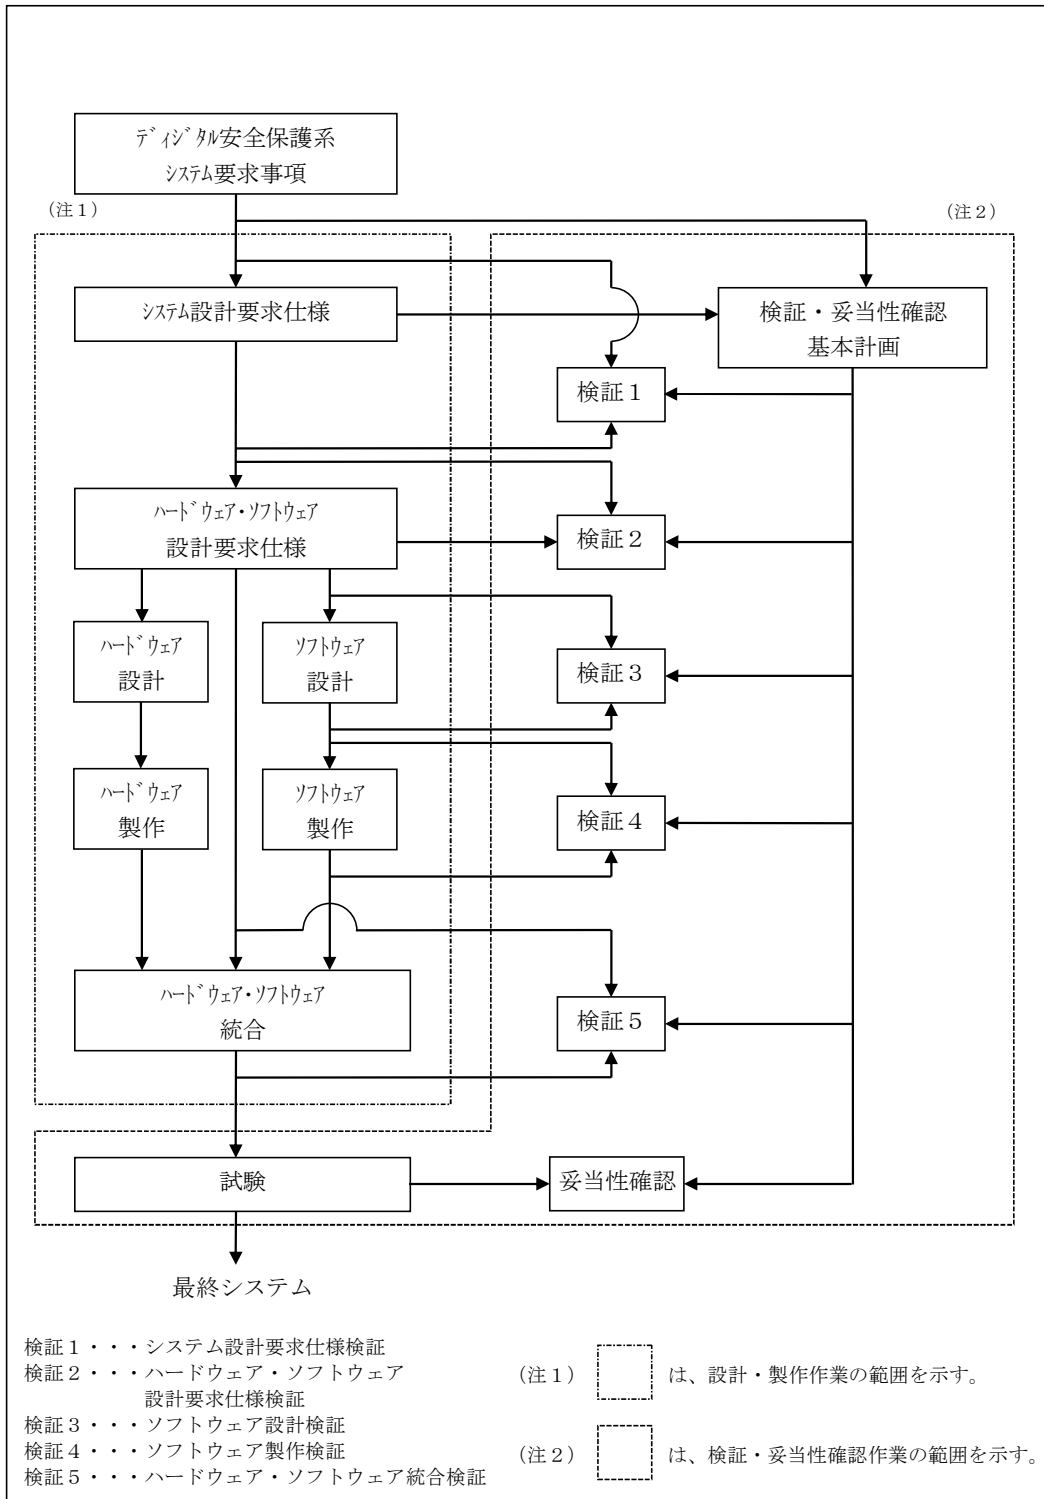 ディジタル安全保護系
システム要求事項
（注１）
（注２）
システム設計要求仕様
検証・妥当性確認
基本計画
検証１
ハードウェア・ソフトウェア
設計要求仕様
検証２
ハードウェア
設計
ソフトウェア
設計
検証３
ハードウェア
製作
ソフトウェア
製作
検証４
ハードウェア・ソフトウェア
統合
検証５
試験
妥当性確認
最終システム
検証１・・・システム設計要求仕様検証
検証２・・・ハードウェア・ソフトウェア
設計要求仕様検証
検証３・・・ソフトウェア設計検証
検証４・・・ソフトウェア製作検証
検証５・・・ハードウェア・ソフトウェア統合検証
（注１） は、設計・製作作業の範囲を示す。
（注２） は、検証・妥当性確認作業の範囲を示す。